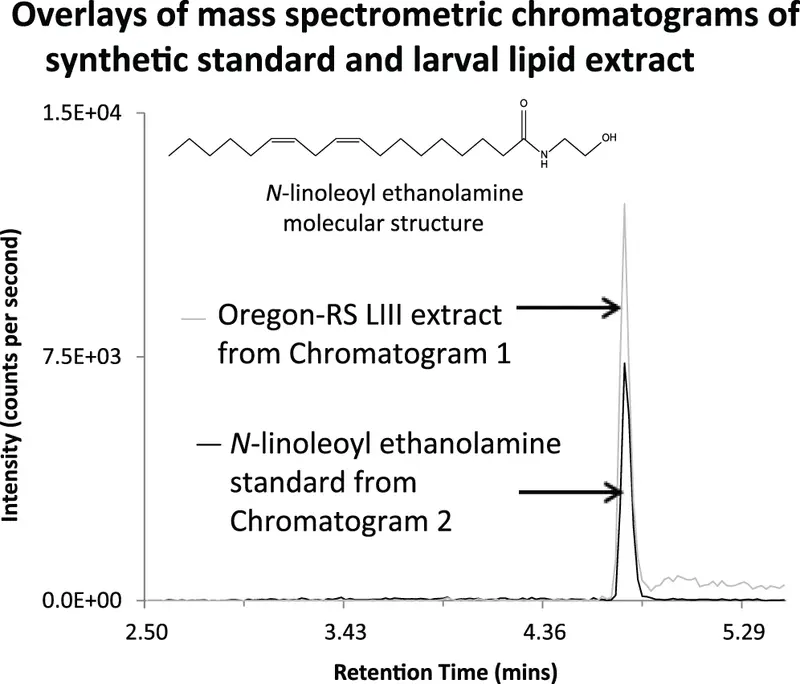 Overlays of mass spectrometric chromatograms of
synthetic standard and larval lipid extract
1.5E+04
O
OH
N
H
N-linoleoyl ethanolamine
molecular structure
Oregon-RS LIII extract
from Chromatogram 1
7.5E+03
N-linoleoyl ethanolamine
standard from
Chromatogram 2
0.0E+00
Intensity (counts per second)
2.50 3.43 4.36 5.29
Retention Time (mins)